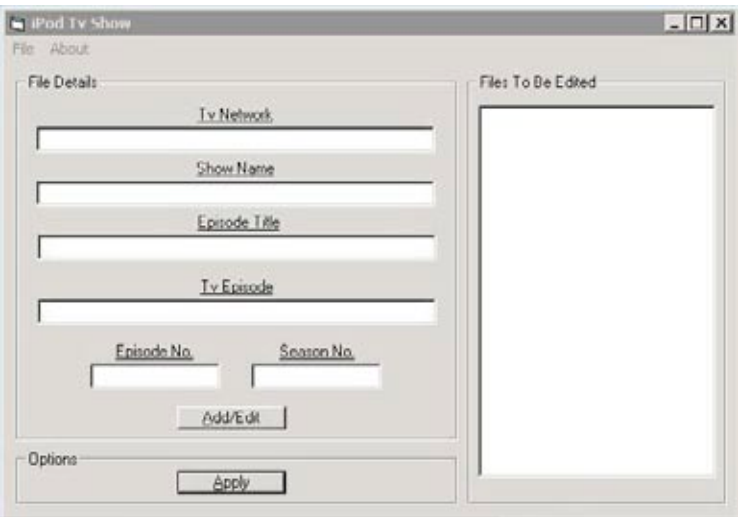 iPod Tv Show
File About
File Details
Tv Network
Show Name
Episode Title
Tv Episode
Episode No. Season No.
Add/Edit
Options
Apply
Files To Be Edited